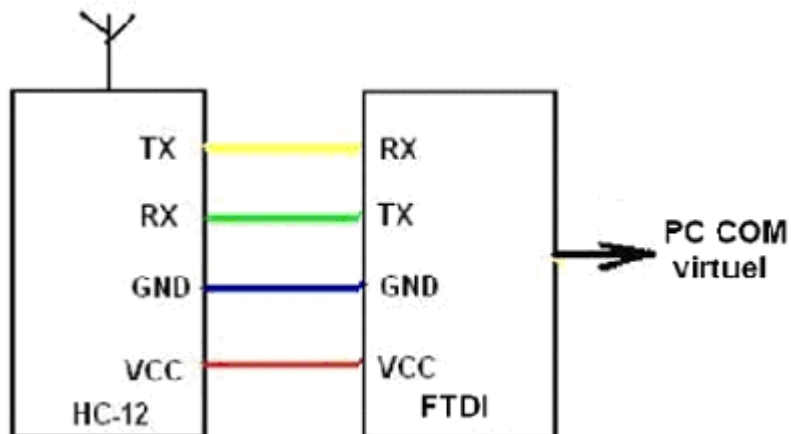 TX
RX
GND
VCC
HC-12
RX
TX
GND
VCC
FTDI
PC COM
virtuel